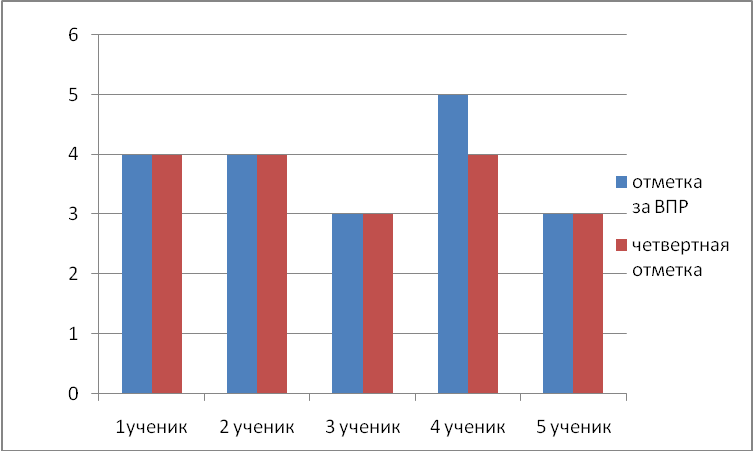 6
5
4
3
2
1
0
1ученик
2 ученик
3 ученик
4 ученик
5 ученик
отметка
за ВПР
четвертная
отметка